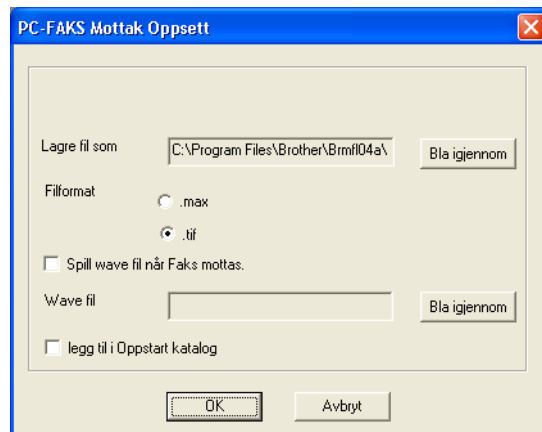 PC-FAKS Mottak Oppsett
Lagre fil som C:\Program Files\Brother\Brmfl04a\ Bla igjennom
Filformat .max
.tif
Spill wave fil når Faks mottas.
Wave fil Bla igjennom
legg til i Oppstart katalog
OK Avbryt